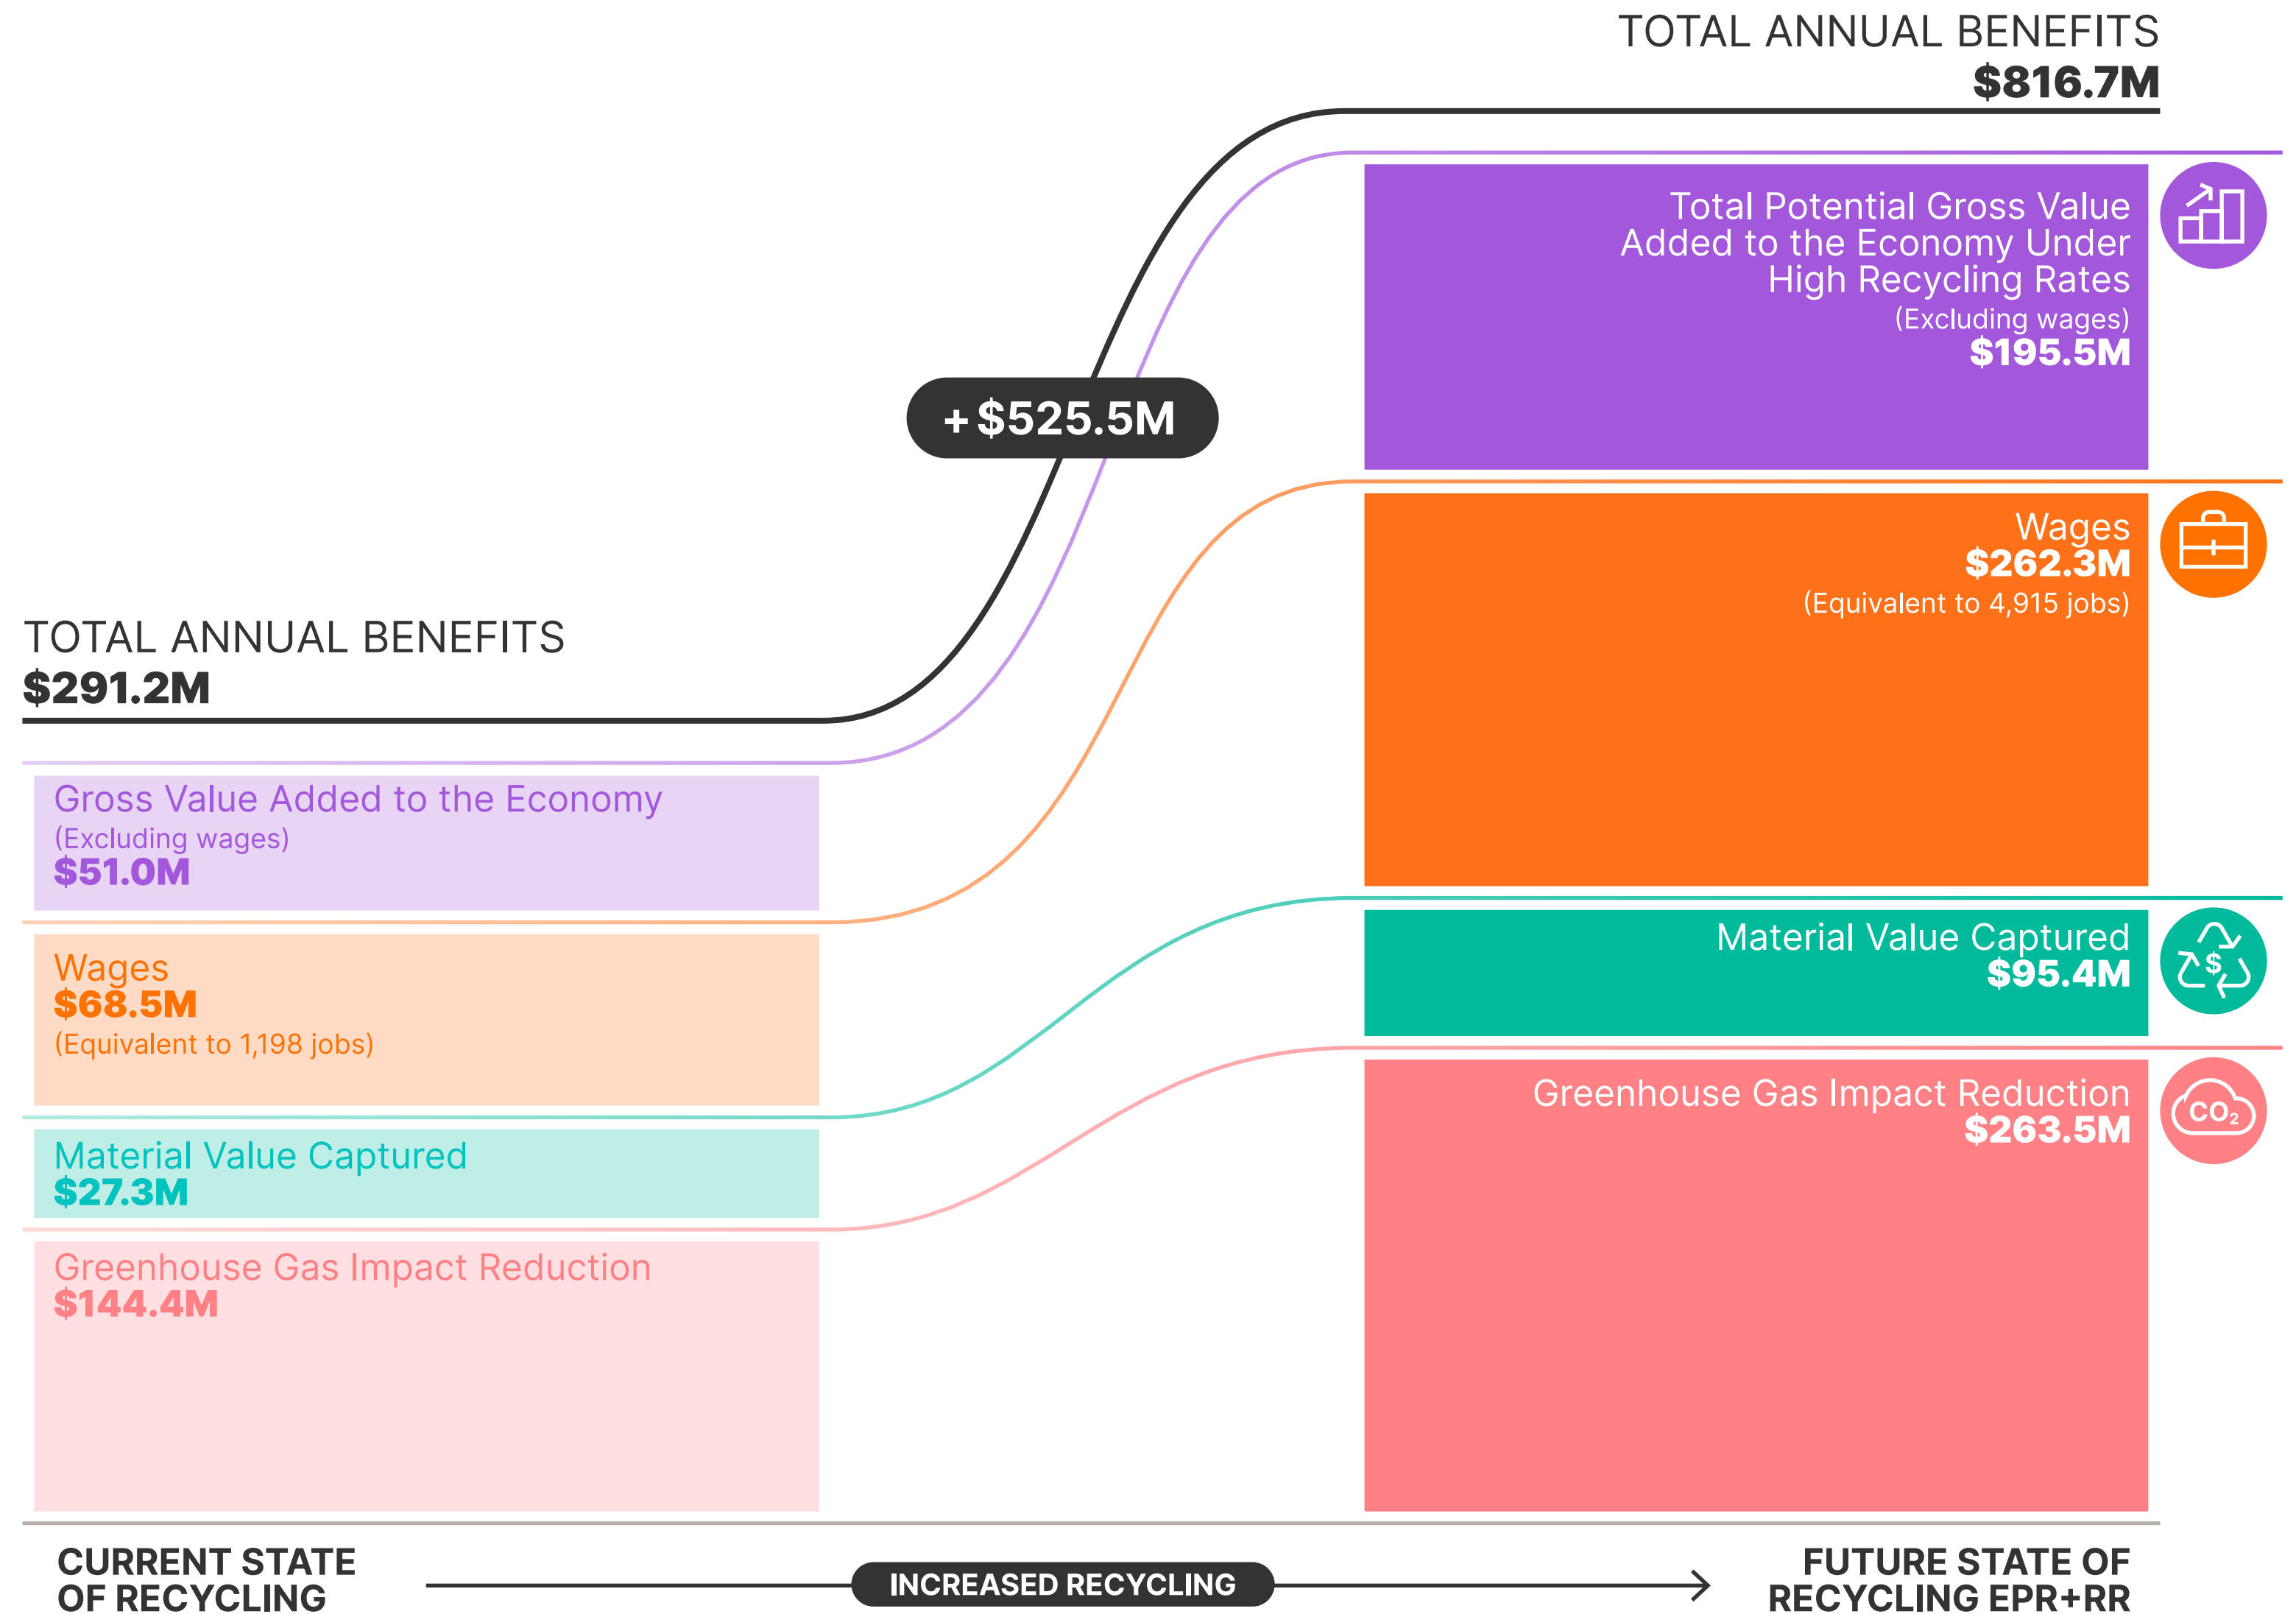 TOTAL ANNUAL BENEFITS
$816.7M
Total Potential Gross Value
Added to the Economy Under
High Recycling Rates
(Excluding wages)
$195.5M
+ $525.5M
Wages
$262.3M
(Equivalent to 4,915 jobs)
TOTAL ANNUAL BENEFITS
$291.2M
Gross Value Added to the Economy
(Excluding wages)
$51.0M
Wages
$68.5M
(Equivalent to 1,198 jobs)
Material Value Captured
$95.4M
$
Material Value Captured
$27.3M
Greenhouse Gas Impact Reduction
$263.5M
CO₂
Greenhouse Gas Impact Reduction
$144.4M
CURRENT STATE
OF RECYCLING
INCREASED RECYCLING
FUTURE STATE OF
RECYCLING EPR+RR